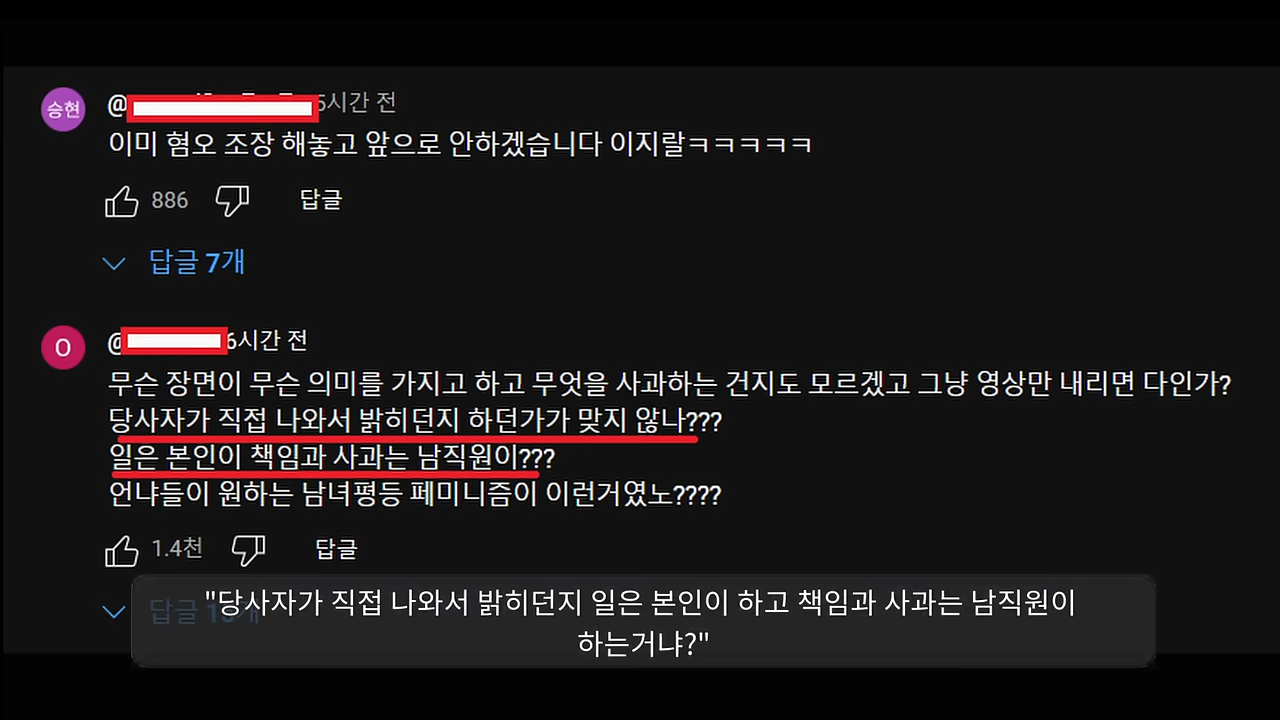 승현
@ 5시간 전
이미 혐오 조장 해놓고 앞으로 안하겠습니다 이지랄ㅋㅋㅋㅋㅋ
886 답글
답글 7개
O
@ 6시간 전
무슨 장면이 무슨 의미를 가지고 하고 무엇을 사과하는 건지도 모르겠고 그냥 영상만 내리면 다인가?
당사자가 직접 나와서 밝히던지 하던가가 맞지 않나???
일은 본인이 책임과 사과는 남직원이???
언냐들이 원하는 남녀평등 페미니즘이 이런거였노????
1.4천 답글
답글
"당사자가 직접 나와서 밝히던지 일은 본인이 하고 책임과 사과는 남직원이
하는거냐?"